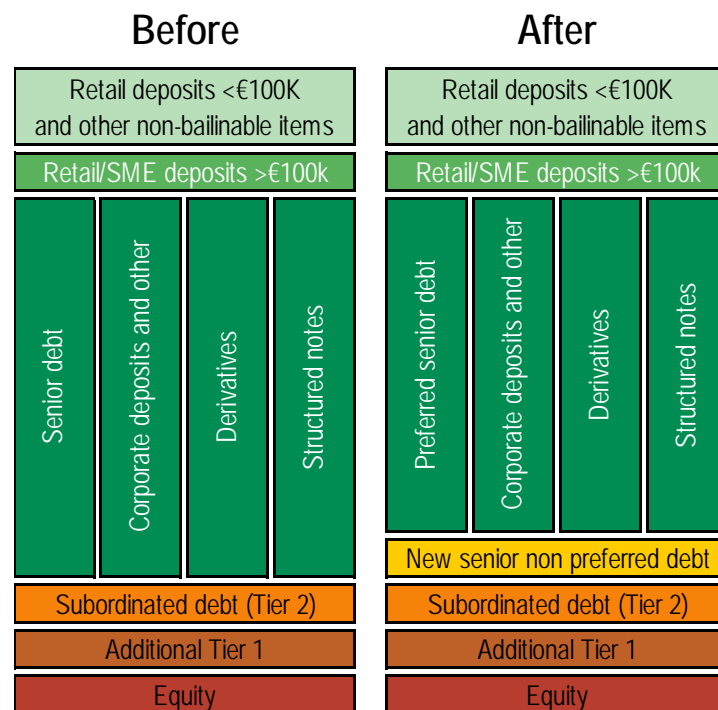 Before
Retail deposits <€100K
and other non-bailinable items
Retail/SME deposits >€100k
Senior debt
Corporate deposits and other
Derivatives
Structured notes
Subordinated debt (Tier 2)
Additional Tier 1
Equity
After
Retail deposits <€100K
and other non-bailinable items
Retail/SME deposits >€100k
Preferred senior debt
Corporate deposits and other
Derivatives
Structured notes
New senior non preferred debt
Subordinated debt (Tier 2)
Additional Tier 1
Equity